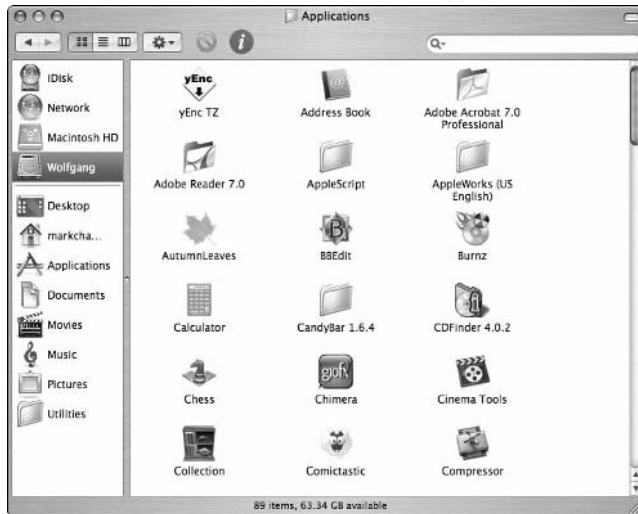 Applications
iDisk
Network
Macintosh HD
Wolfgang
Desktop
markcha...
Applications
Documents
Movies
Music
Pictures
Utilities
yEnc
yEnc TZ
Address Book
Adobe Acrobat 7.0
Professional
Adobe Reader 7.0
AppleScript
AppleWorks (US
English)
AutumnLeaves
B
BBEdit
Burnz
Calculator
CandyBar 1.6.4
CDFinder 4.0.2
Chess
Chimera
Cinema Tools
Collection
Comictastic
Compressor
89 items, 63.34 GB available